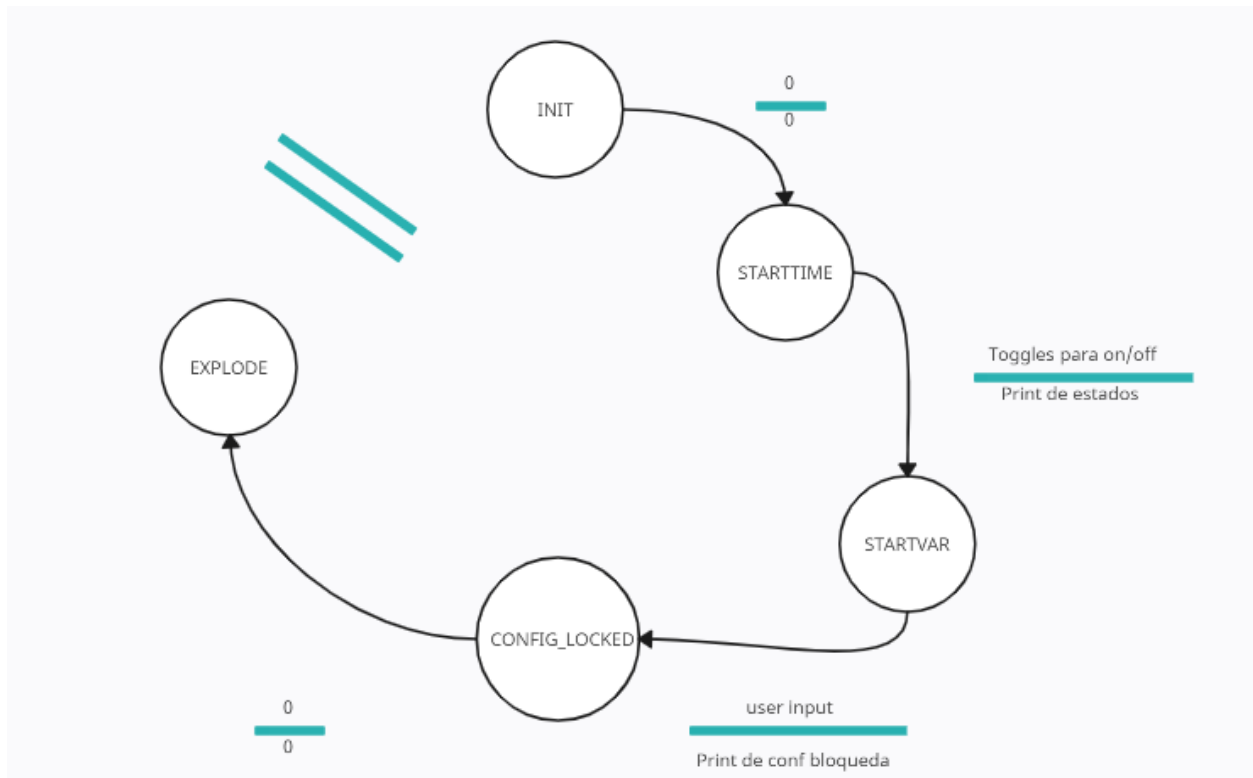 INIT
0
0
STARTTIME
Toggles para on/off
Print de estados
EXPLODE
STARTVAR
CONFIG_LOCKED
user input
Print de conf bloqueda
0
0